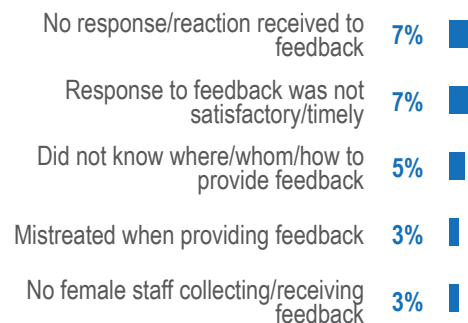 No response/reaction received to
feedback
7%
Response to feedback was not
satisfactory/timely
7%
Did not know where/whom/how to
provide feedback
5%
Mistreated when providing feedback
3%
No female staff collecting/receiving
feedback
3%